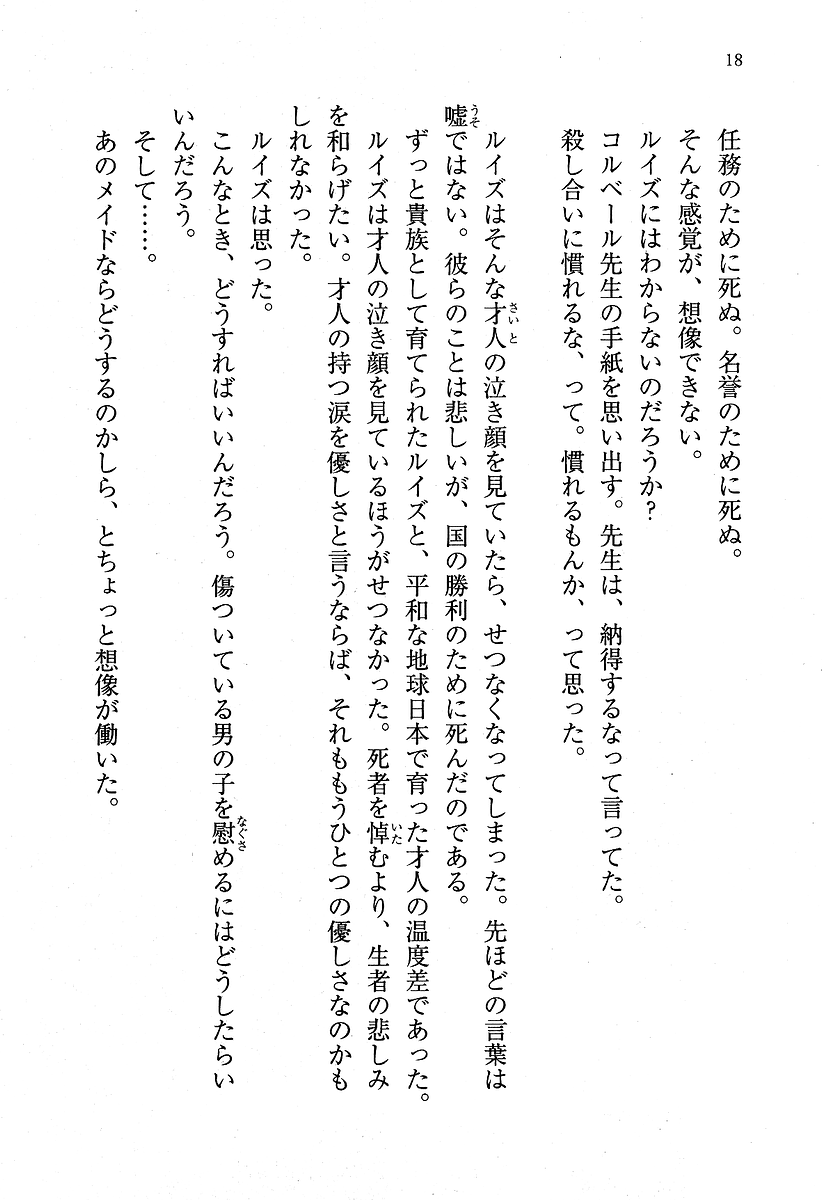 18
任務のために死ぬ。名誉のために死ぬ。
そんな感覚が、想像できない。
ルイズにはわからないのだろうか?
コルベール先生の手紙を思い出す。先生は、納得するなって言ってた。
殺し合いに慣れるな、って。慣れるもんか、って思った。
ルイズはそんな才人の泣き顔を見ていたら、せつなくなってしまった。先ほどの言葉は
嘘ではない。彼らのことは悲しいが、国の勝利のために死んだのである。
ずっと貴族として育てられたルイズと、平和な地球日本で育った才人の温度差であった。
ルイズは才人の泣き顔を見ているほうがせつなかった。死者を悼むより、生者の悲しみ
を和らげたい。才人の持つ涙を優しさと言うならば、それももうひとつの優しさなのかも
しれなかった。
ルイズは思った。
こんなとき、どうすればいいんだろう。傷ついている男の子を慰めるにはどうしたらい
いんだろう。
そして……。
あのメイドならどうするのかしら、とちょっと想像が働いた。